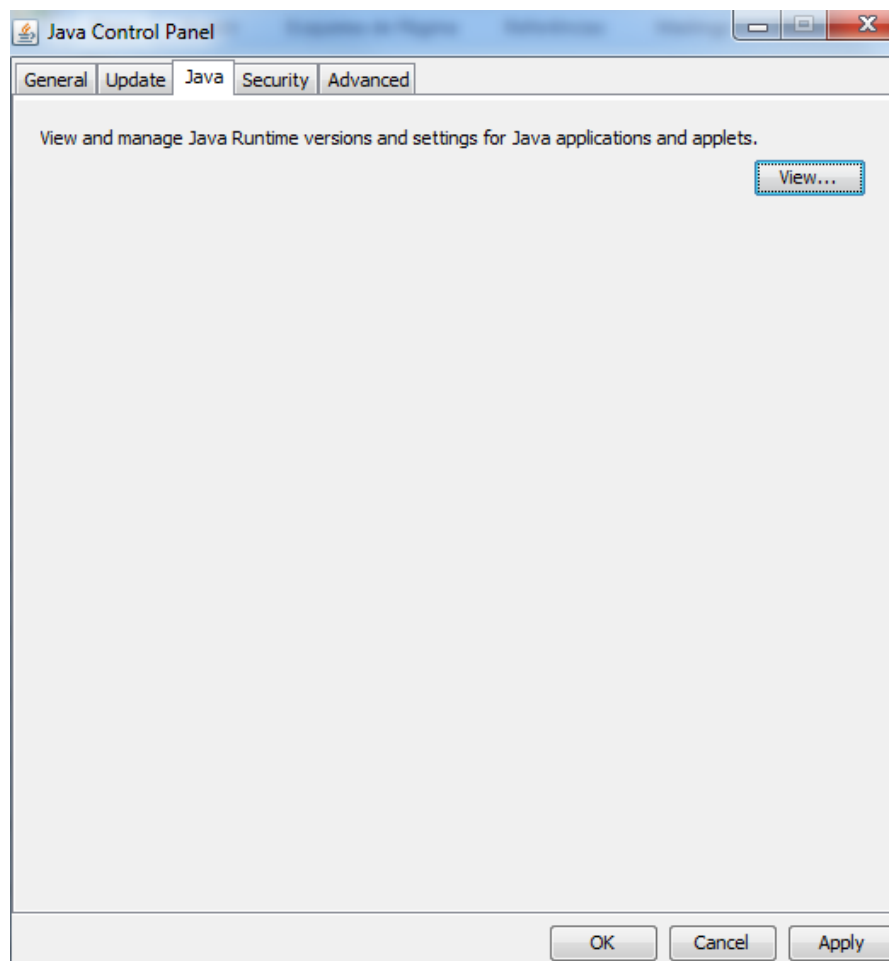 Java Control Panel
General Update Java Security Advanced
View and manage Java Runtime versions and settings for Java applications and applets.
View...
OK Cancel Apply